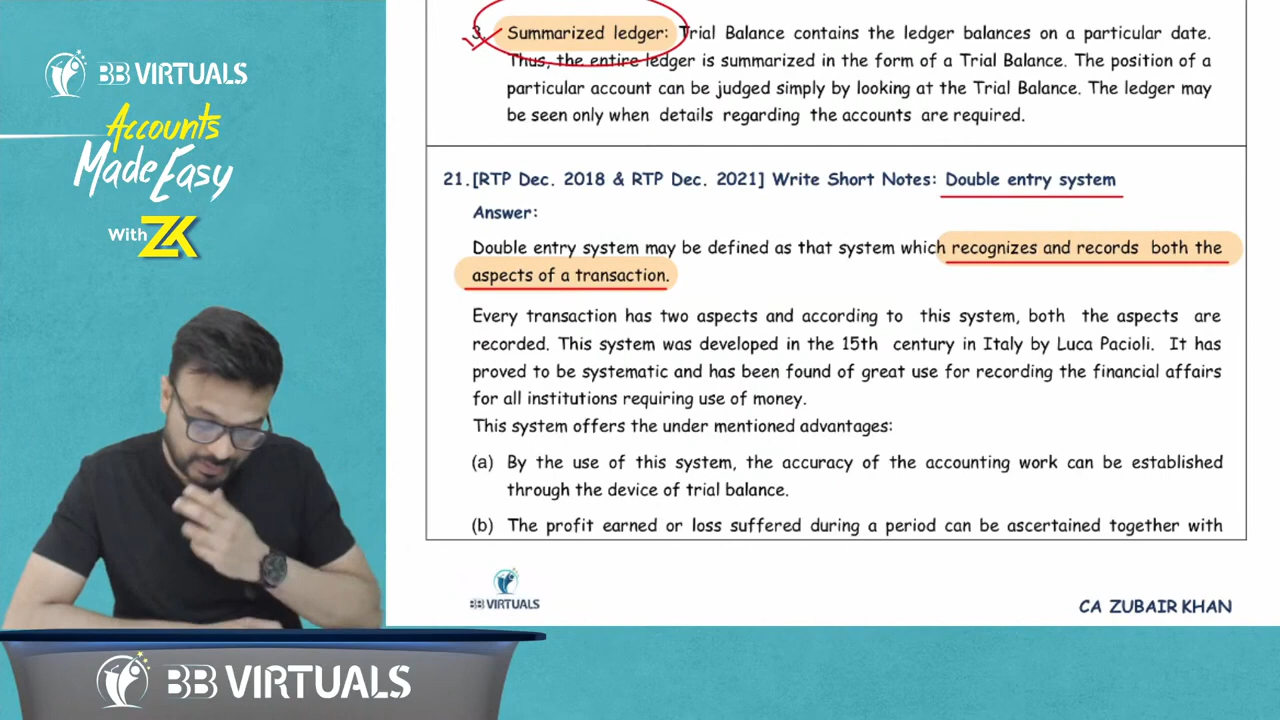 BB VIRTUALS
Accounts
Made Easy
With ZK
3. Summarized ledger: Trial Balance contains the ledger balances on a particular date.
Thus, the entire ledger is summarized in the form of a Trial Balance. The position of a
particular account can be judged simply by looking at the Trial Balance. The ledger may
be seen only when details regarding the accounts are required.
21. [RTP Dec. 2018 & RTP Dec. 2021] Write Short Notes: Double entry system
Answer:
Double entry system may be defined as that system which recognizes and records both the
aspects of a transaction.
Every transaction has two aspects and according to this system, both the aspects are
recorded. This system was developed in the 15th century in Italy by Luca Pacioli. It has
proved to be systematic and has been found of great use for recording the financial affairs
for all institutions requiring use of money.
This system offers the under mentioned advantages:
(a) By the use of this system, the accuracy of the accounting work can be established
through the device of trial balance.
(b) The profit earned or loss suffered during a period can be ascertained together with
BB VIRTUALS
CA ZUBAIR KHAN
BB VIRTUALS